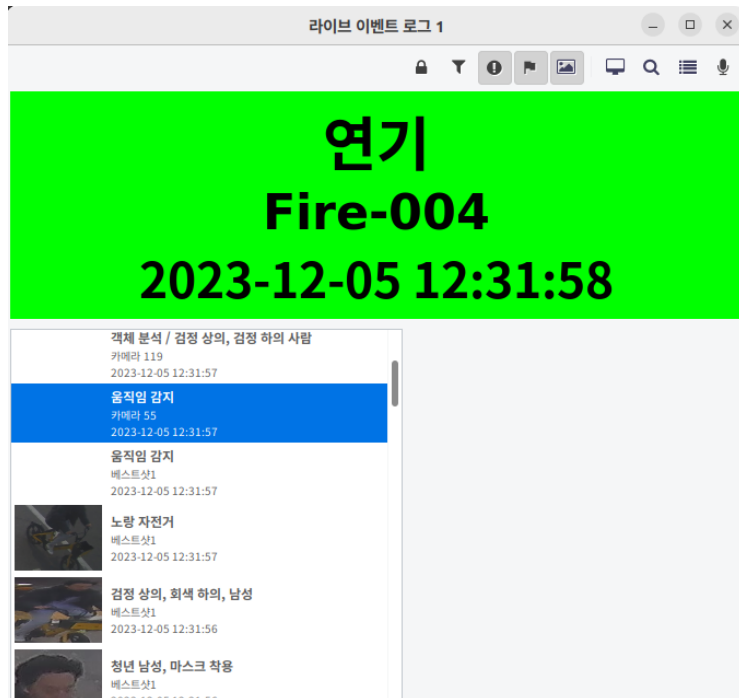 라이브 이벤트 로그 1
연기
Fire-004
2023-12-05 12:31:58
객체 분석 / 검정 상의, 검정 하의 사람
카메라 119
2023-12-05 12:31:57
움직임 감지
카메라 55
2023-12-05 12:31:57
움직임 감지
베스트샷1
2023-12-05 12:31:57
노랑 자전거
베스트샷1
2023-12-05 12:31:57
검정 상의, 회색 하의, 남성
베스트샷1
2023-12-05 12:31:56
청년 남성, 마스크 착용
베스트샷1